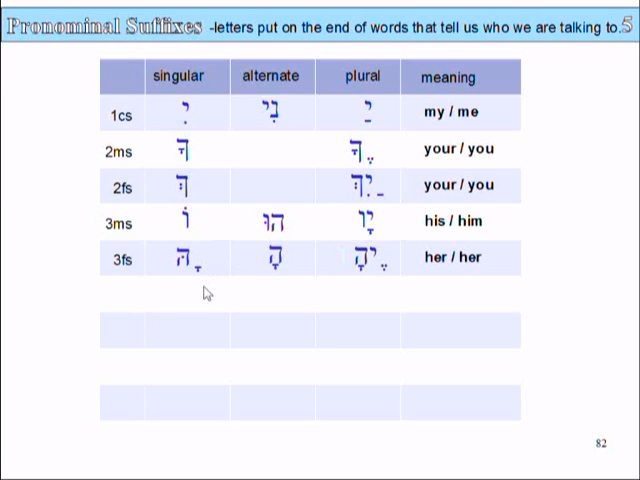 Pronominal Suffixes -letters put on the end of words that tell us who we are talking to. 5
singular alternate plural meaning
1cs ִי נִי ַי my / me
2ms ךָ ֶיךָ your / you
2fs ךְ ַיִךְ your / you
3ms וֹ הוּ ָיו his / him
3fs ָהּ הָ ֶיהָ her / her
82